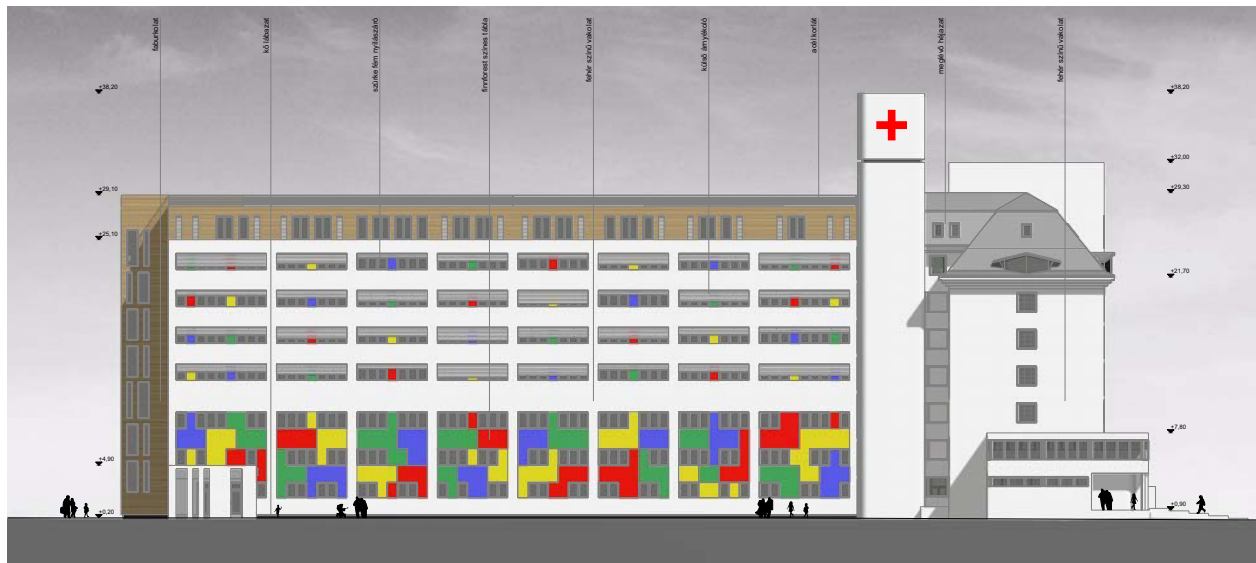 faburkolat
kő lábazat
szürke fém nyílászáró
finnforest színes tábla
fehér színű vakolat
külső árnyékoló
acél korlát
meglévő héjazat
fehér színű vakolat
+38,20
+29,10
+25,10
+4,90
+0,20
+38,20
+32,00
+29,30
+21,70
+7,80
+0,90